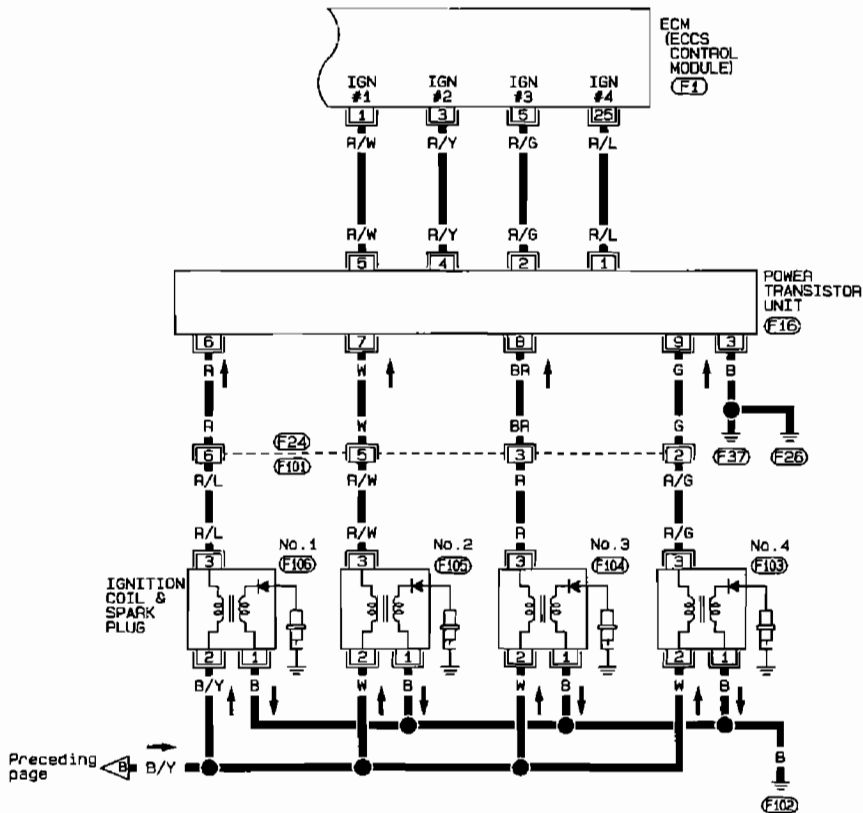 ECM
(ECCS
CONTROL
MODULE)
F1
IGN #1 IGN #2 IGN #3 IGN #4
1 3 5 25
R/W R/Y R/G R/L
R/W R/Y R/G R/L
5 4 2 1
POWER
TRANSISTOR
UNIT
F16
6 7 8 9 3
R W BR G B
R W BR G
F24
6 5 3 2
F37 F26
F101
R/L R/W R R/G
R/L R/W R R/G
No.1 No.2 No.3 No.4
3 F106 3 F105 3 F104 3 F103
IGNITION
COIL &
SPARK
PLUG
2 1 2 1 2 1 2 1
B/Y B W B W B W B
B
Preceding
page
B B/Y
F102